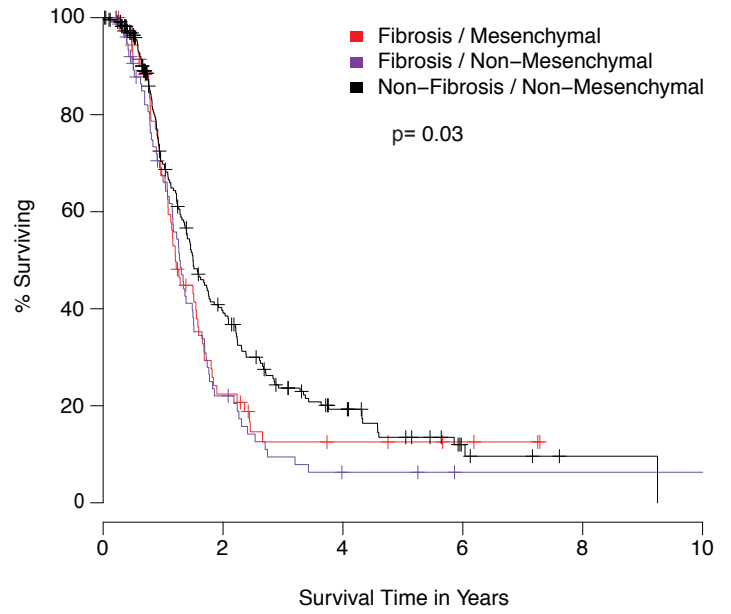 Fibrosis / Mesenchymal
Fibrosis / Non−Mesenchymal
Non−Fibrosis / Non−Mesenchymal
p= 0.03
% Surviving
100
80
60
40
20
0
0 2 4 6 8 10
Survival Time in Years